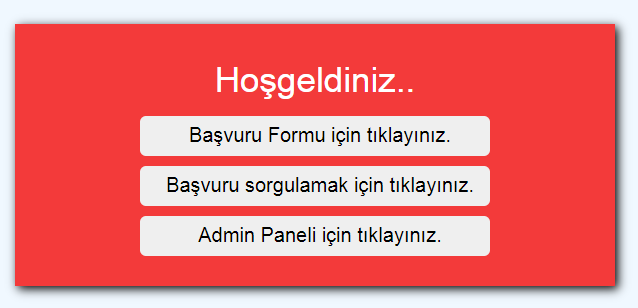 Hoşgeldiniz..
Başvuru Formu için tıklayınız.
Başvuru sorgulamak için tıklayınız.
Admin Paneli için tıklayınız.